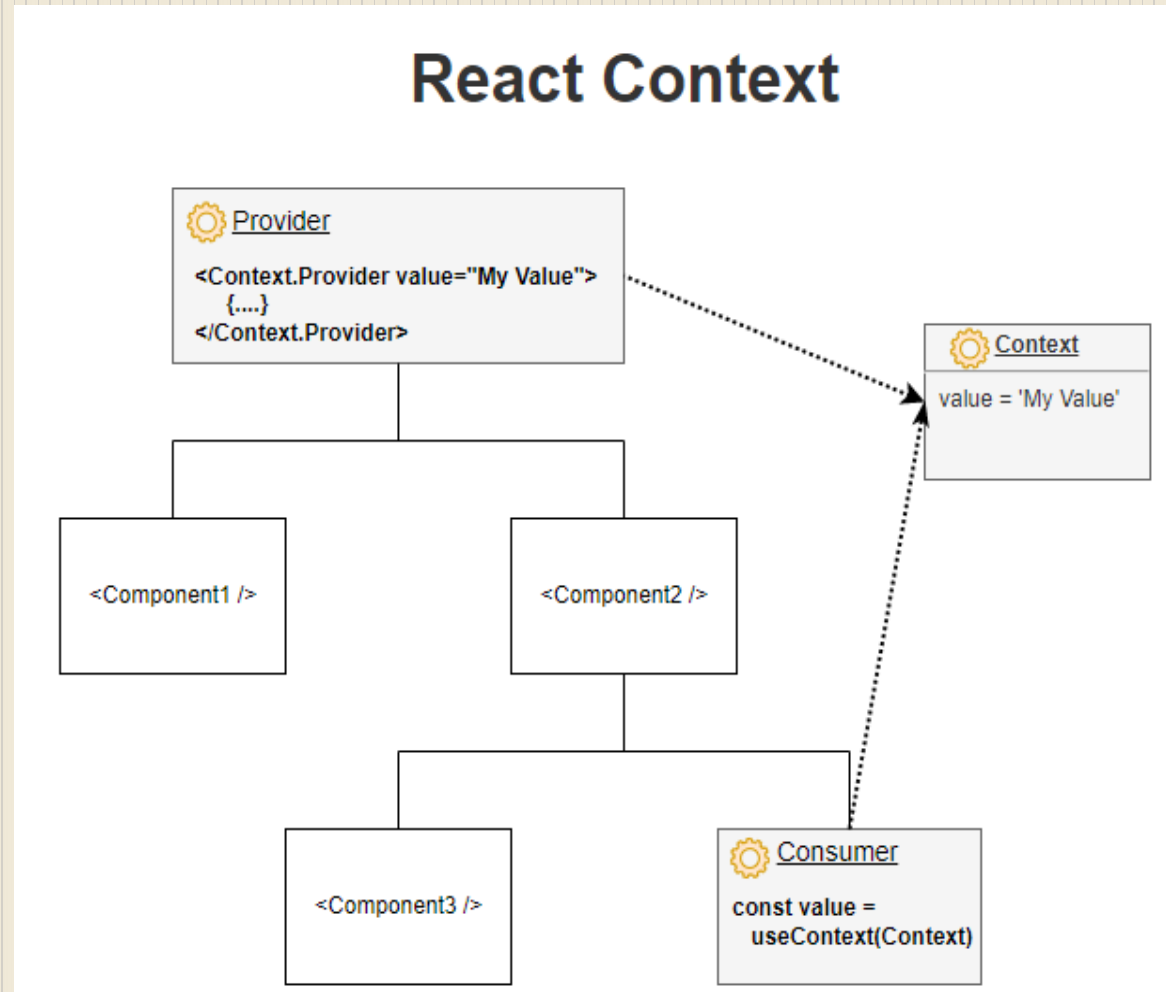 React Context
Provider
<Context.Provider value="My Value">
{....}
</Context.Provider>
Context
value = 'My Value'
<Component1 />
<Component2 />
<Component3 />
Consumer
const value =
useContext(Context)